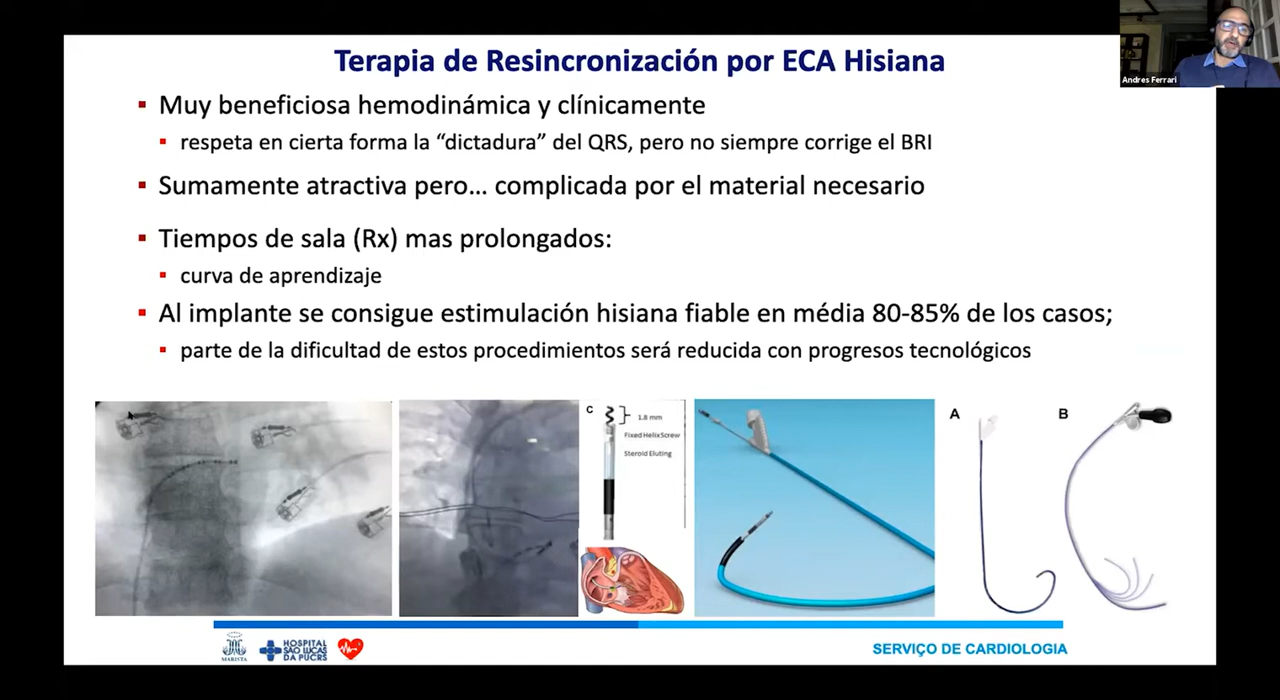 Terapia de Resincronización por ECA Hisiana
Andres Ferrari
Muy beneficiosa hemodinámica y clínicamente
respeta en cierta forma la “dictadura” del QRS, pero no siempre corrige el BRI
Sumamente atractiva pero... complicada por el material necesario
Tiempos de sala (Rx) mas prolongados:
curva de aprendizaje
Al implante se consigue estimulación hisiana fiable en média 80-85% de los casos;
parte de la dificultad de estos procedimientos será reducida con progresos tecnológicos
C
1.8 mm
Fixed Helix Screw
Steroid Eluting
A
B
MARISTA
HOSPITAL
SÃO LUCAS
DA PUCRS
SERVIÇO DE CARDIOLOGIA